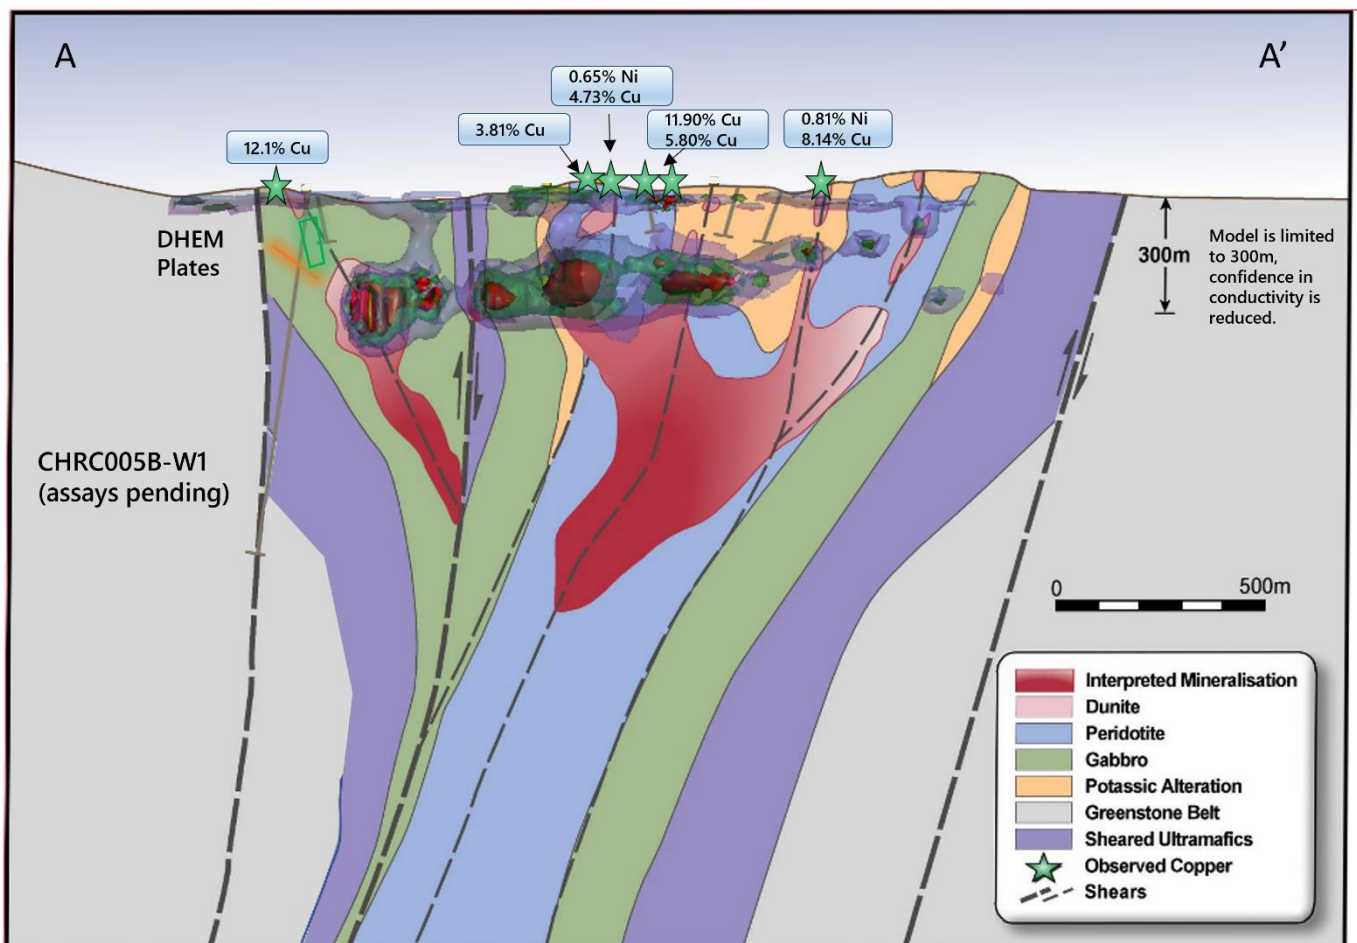 A
A'
0.65% Ni
4.73% Cu
3.81% Cu
11.90% Cu
5.80% Cu
0.81% Ni
8.14% Cu
12.1% Cu
DHEM
Plates
300m
Model is limited
to 300m,
confidence in
conductivity is
reduced.
CHRC005B-W1
(assays pending)
0
500m
Interpreted Mineralisation
Dunite
Peridotite
Gabbro
Potassic Alteration
Greenstone Belt
Sheared Ultramafics
Observed Copper
Shears